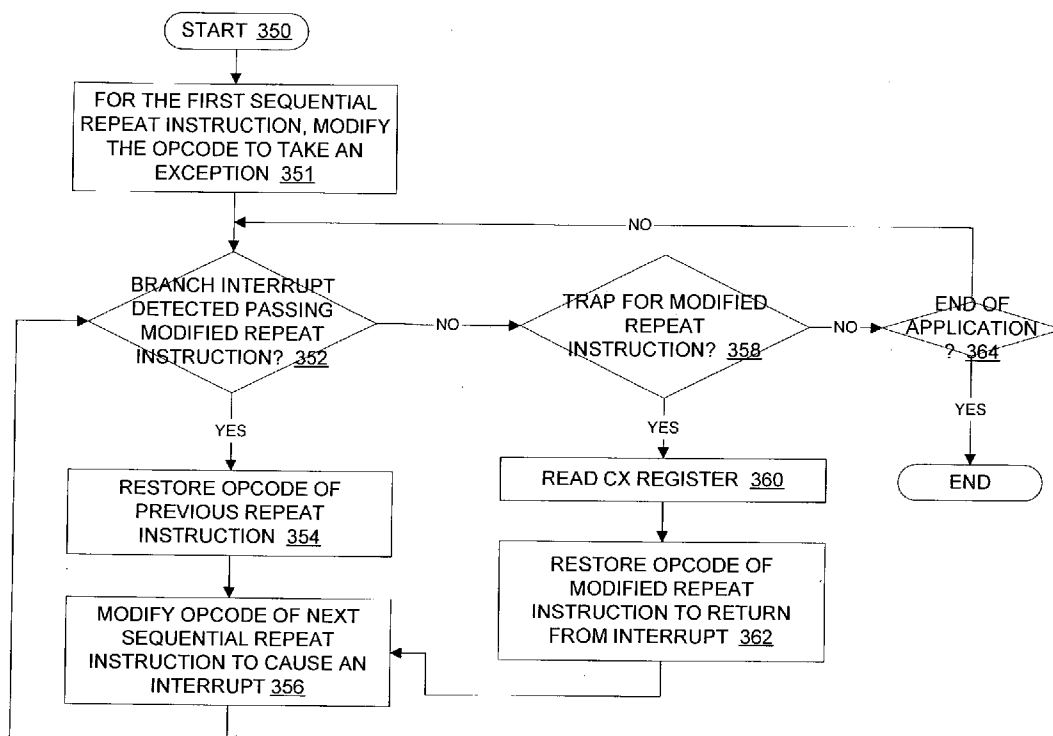 START 350
FOR THE FIRST SEQUENTIAL
REPEAT INSTRUCTION, MODIFY
THE OPCODE TO TAKE AN
EXCEPTION 351
NO
BRANCH INTERRUPT
DETECTED PASSING
MODIFIED REPEAT
INSTRUCTION? 352
NO
TRAP FOR MODIFIED
REPEAT
INSTRUCTION? 358
NO
END OF
APPLICATION
? 364
YES
YES
YES
RESTORE OPCODE OF
PREVIOUS REPEAT
INSTRUCTION 354
READ CX REGISTER 360
END
MODIFY OPCODE OF NEXT
SEQUENTIAL REPEAT
INSTRUCTION TO CAUSE AN
INTERRUPT 356
RESTORE OPCODE OF
MODIFIED REPEAT
INSTRUCTION TO RETURN
FROM INTERRUPT 362